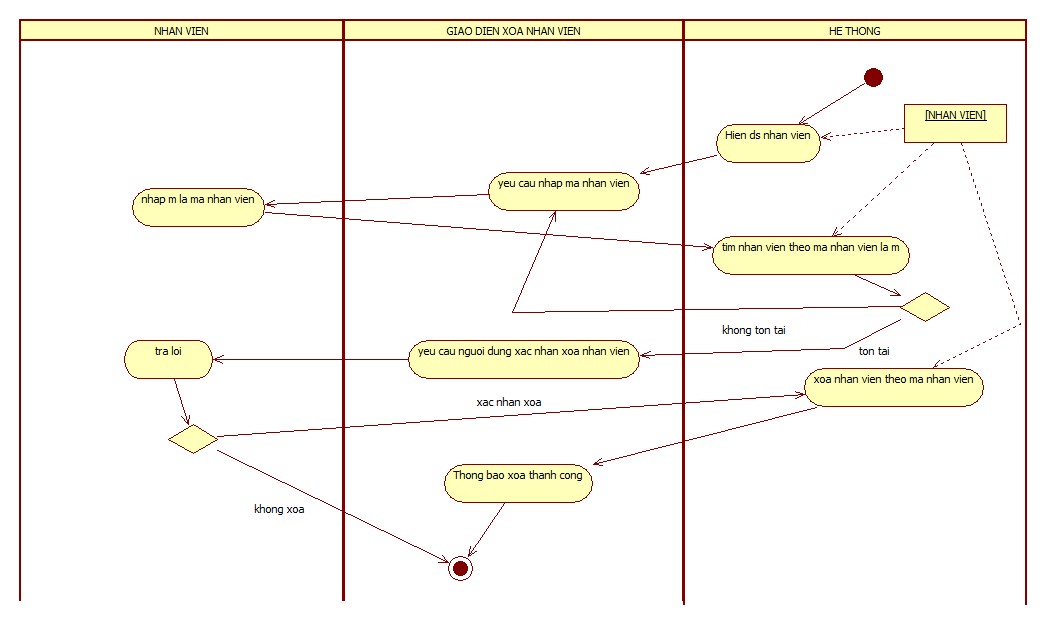 NHAN VIEN
GIAO DIEN XOA NHAN VIEN
HE THONG
[NHAN VIEN]
Hien ds nhan vien
yeu cau nhap ma nhan vien
nhap m la ma nhan vien
tim nhan vien theo ma nhan vien la m
khong ton tai
tra loi
yeu cau nguoi dung xac nhan xoa nhan vien
ton tai
xoa nhan vien theo ma nhan vien
xac nhan xoa
Thong bao xoa thanh cong
khong xoa